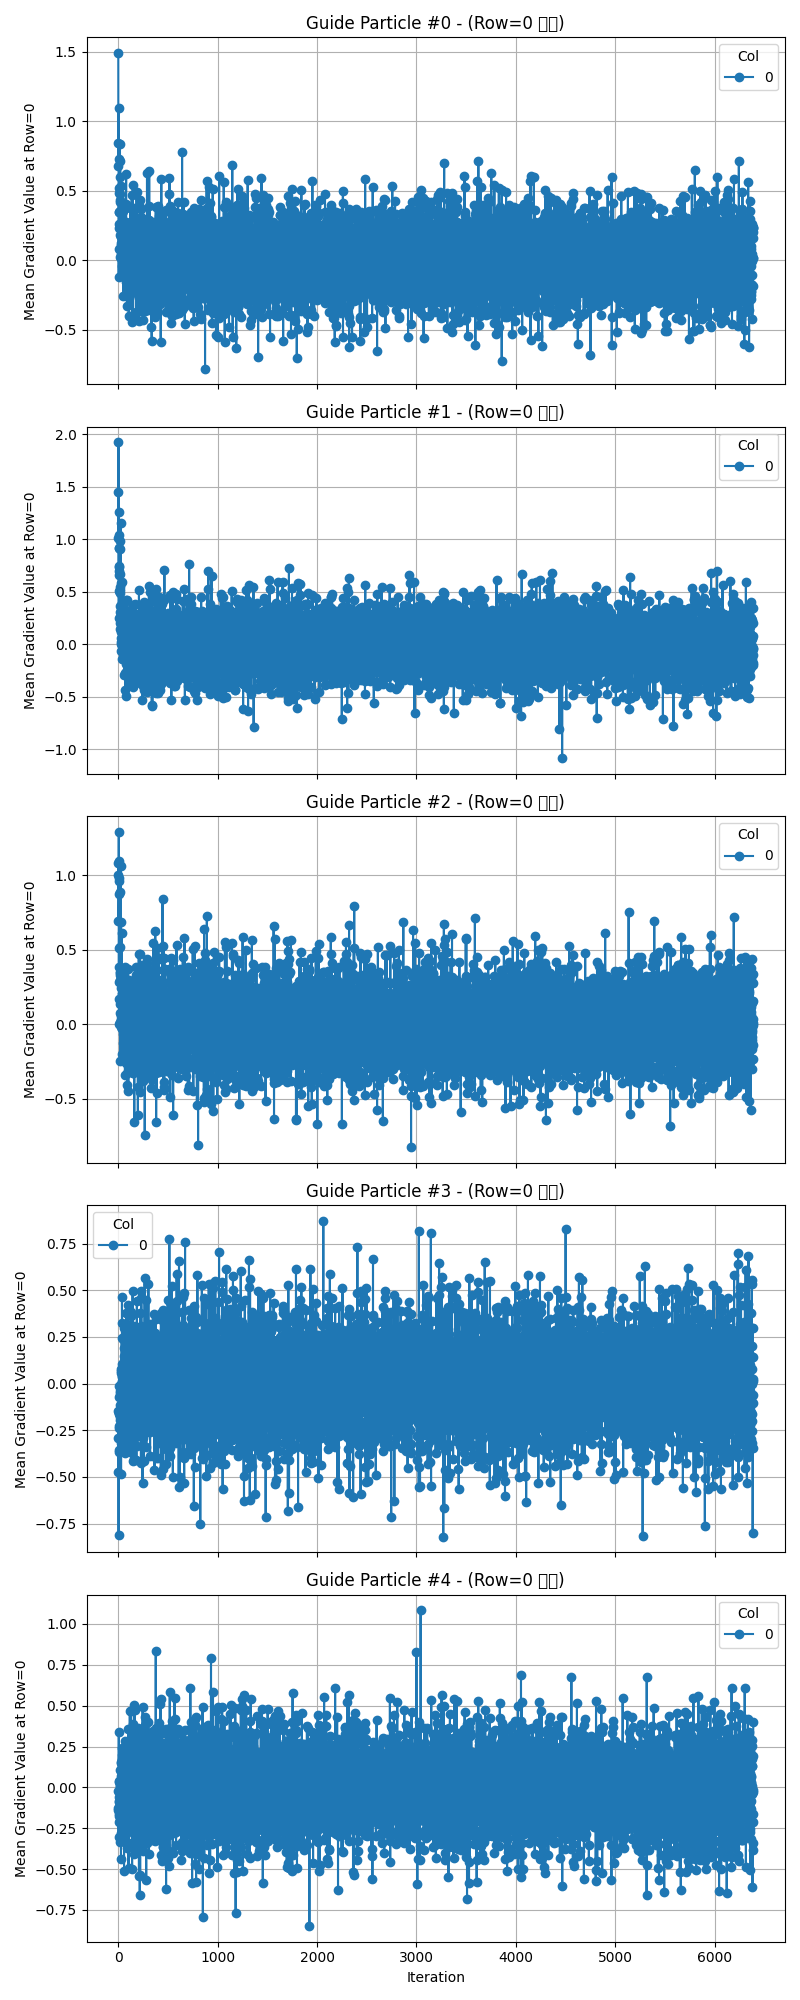 Guide Particle #0 - (Row=0 )
1.5
1.0
0.5
0.0
−0.5
Mean Gradient Value at Row=0
Col
0
Guide Particle #1 - (Row=0 )
2.0
1.5
1.0
0.5
0.0
−0.5
−1.0
Mean Gradient Value at Row=0
Col
0
Guide Particle #2 - (Row=0 )
1.0
0.5
0.0
−0.5
Mean Gradient Value at Row=0
Col
0
Guide Particle #3 - (Row=0 )
0.75
0.50
0.25
0.00
−0.25
−0.50
−0.75
Mean Gradient Value at Row=0
Col
0
Guide Particle #4 - (Row=0 )
1.00
0.75
0.50
0.25
0.00
−0.25
−0.50
−0.75
Mean Gradient Value at Row=0
Col
0
0 1000 2000 3000 4000 5000 6000
Iteration